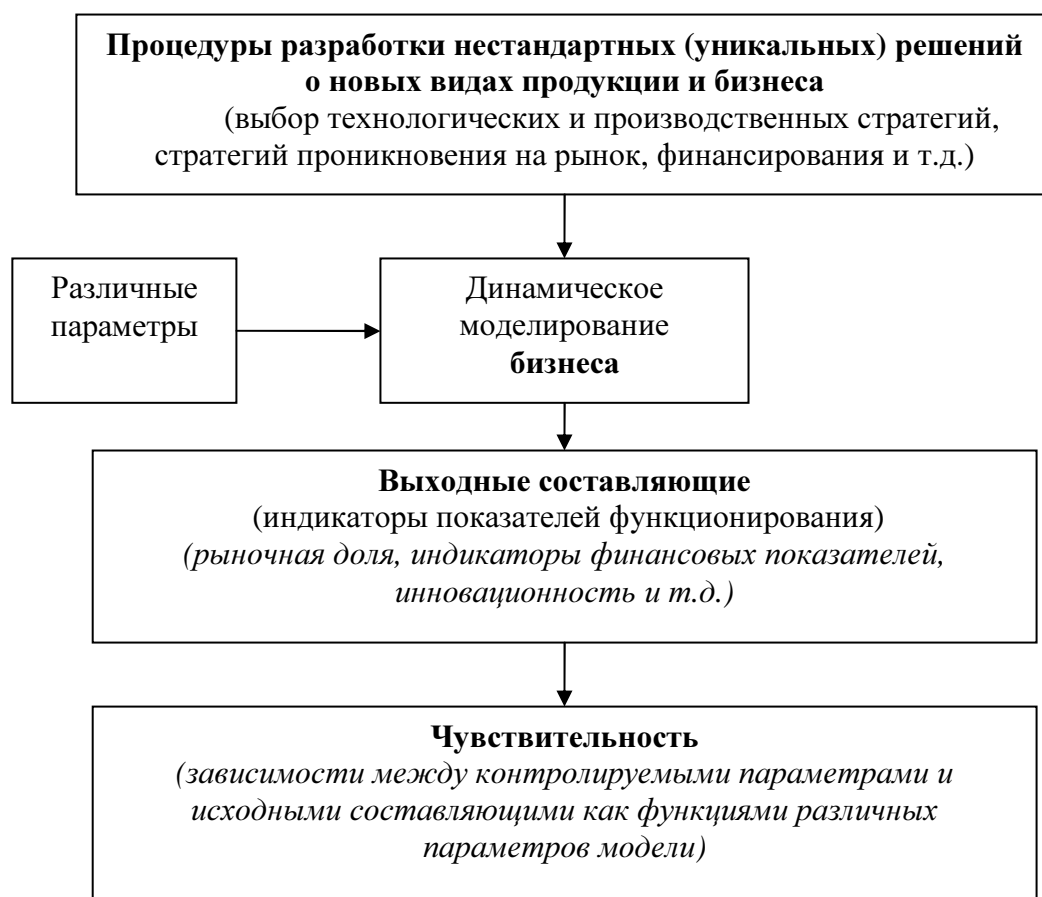 Процедуры разработки нестандартных (уникальных) решений
о новых видах продукции и бизнеса
(выбор технологических и производственных стратегий,
стратегий проникновения на рынок, финансирования и т.д.)
Различные
параметры
Динамическое
моделирование
бизнеса
Выходные составляющие
(индикаторы показателей функционирования)
(рыночная доля, индикаторы финансовых показателей,
инновационность и т.д.)
Чувствительность
(зависимости между контролируемыми параметрами и
исходными составляющими как функциями различных
параметров модели)